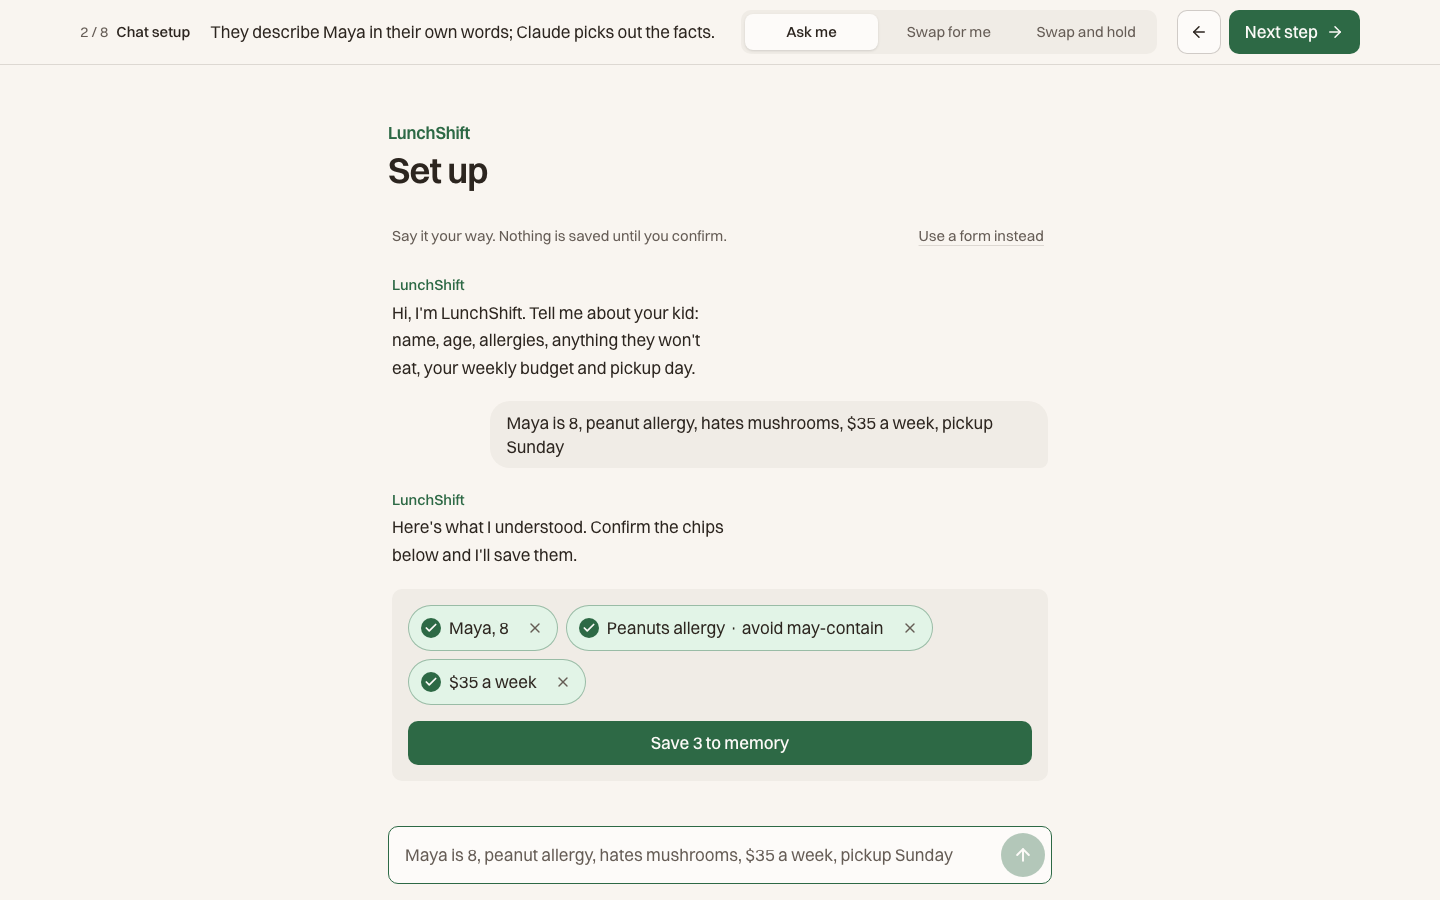 2 / 8 Chat setup They describe Maya in their own words; Claude picks out the facts. Ask me Swap for me Swap and hold Next step
LunchShift
Set up
Say it your way. Nothing is saved until you confirm. Use a form instead
LunchShift
Hi, I'm LunchShift. Tell me about your kid:
name, age, allergies, anything they won't
eat, your weekly budget and pickup day.
Maya is 8, peanut allergy, hates mushrooms, $35 a week, pickup
Sunday
LunchShift
Here's what I understood. Confirm the chips
below and I'll save them.
Maya, 8 Peanuts allergy · avoid may-contain
$35 a week
Save 3 to memory
Maya is 8, peanut allergy, hates mushrooms, $35 a week, pickup Sunday